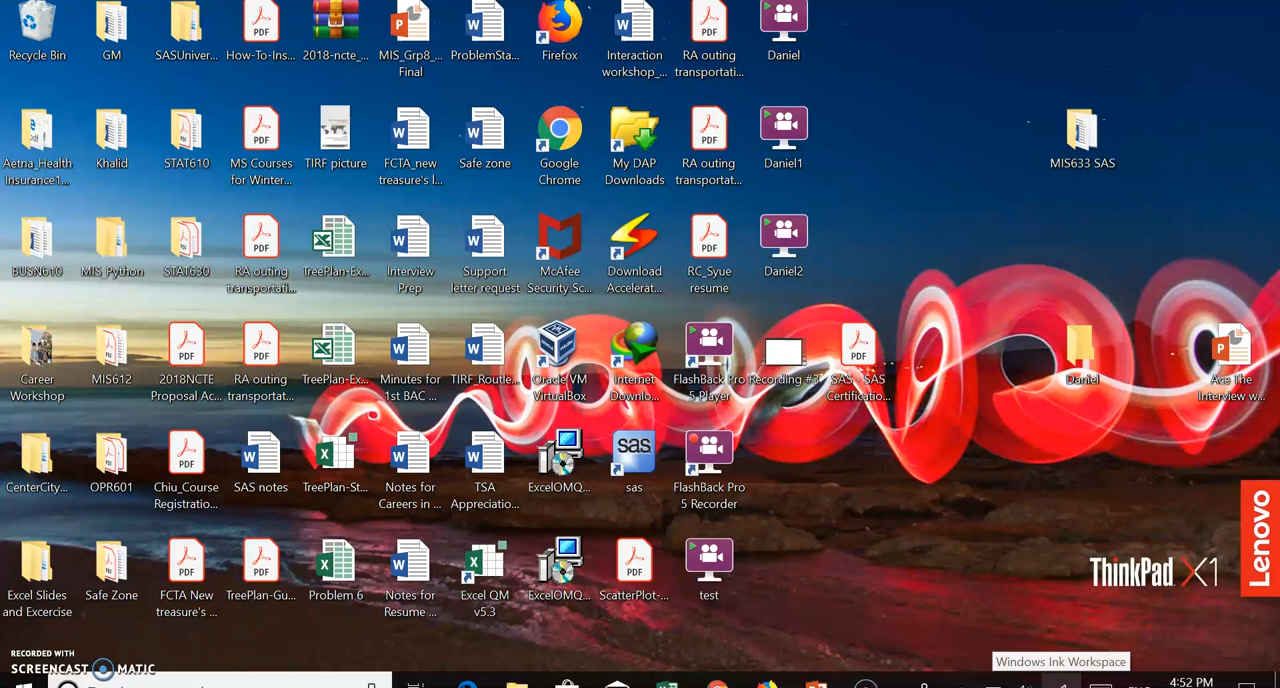 Recycle Bin
GM
SASUniver...
How-To-Ins...
2018-ncte_...
MIS_Grp8_...
Final
ProblemSta...
Firefox
Interaction
workshop_...
RA outing
transportati...
Daniel
Aetna_Health
Insurance1...
Khalid
STAT610
MS Courses
for Winter...
TIRF picture
FCTA_new
treasure's l...
Safe zone
Google
Chrome
My DAP
Downloads
RA outing
transportat...
Daniel1
MIS633 SAS
BUSN610
MIS_Python
STAT630
RA outing
transportati...
TreePlan-Ex...
Interview
Prep
Support
letter request
McAfee
Security Sc...
Download
Accelerat...
RC_Syue
resume
Daniel2
Career
Workshop
MIS612
2018NCTE
Proposal Ac...
RA outing
transportat...
TreePlan-Ex...
Minutes for
1st BAC ...
TIRF_Routle...
Oracle VM
VirtualBox
Internet
Downlo...
FlashBack Pro
5 Player
Recording #3
SAS - SAS
Certificatio...
Daniel
Ace The
Interview w...
CenterCity...
OPR601
Chiu_Course
Registratio...
SAS notes
TreePlan-St...
Notes for
Careers in ...
TSA
Appreciatio...
ExcelOMQ...
sas
FlashBack Pro
5 Recorder
Excel Slides
and Excercise
Safe Zone
FCTA New
treasure's ...
TreePlan-Gu...
Problem 6
Notes for
Resume ...
Excel QM
v5.3
ExcelOMQ...
ScatterPlot-...
test
Lenovo
ThinkPad X1
RECORDED WITH
SCREENCAST MATIC
Windows Ink Workspace
4:52 PM